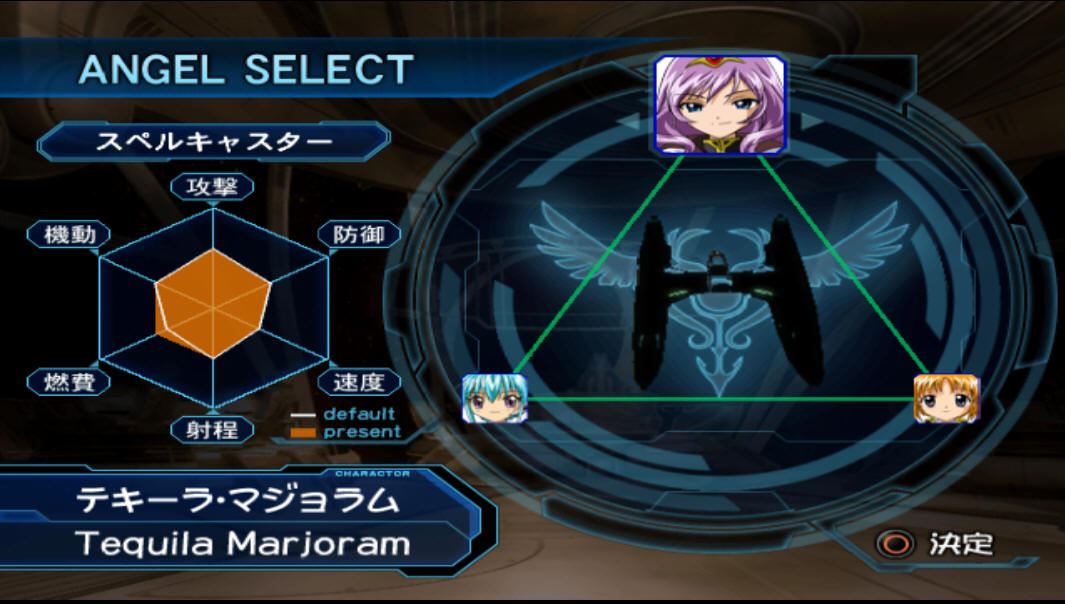 ANGEL SELECT
スペルキャスター
攻撃
機動
防御
燃費
速度
射程
default
present
CHARACTOR
テキーラ・マジョラム
Tequila Marjoram
決定